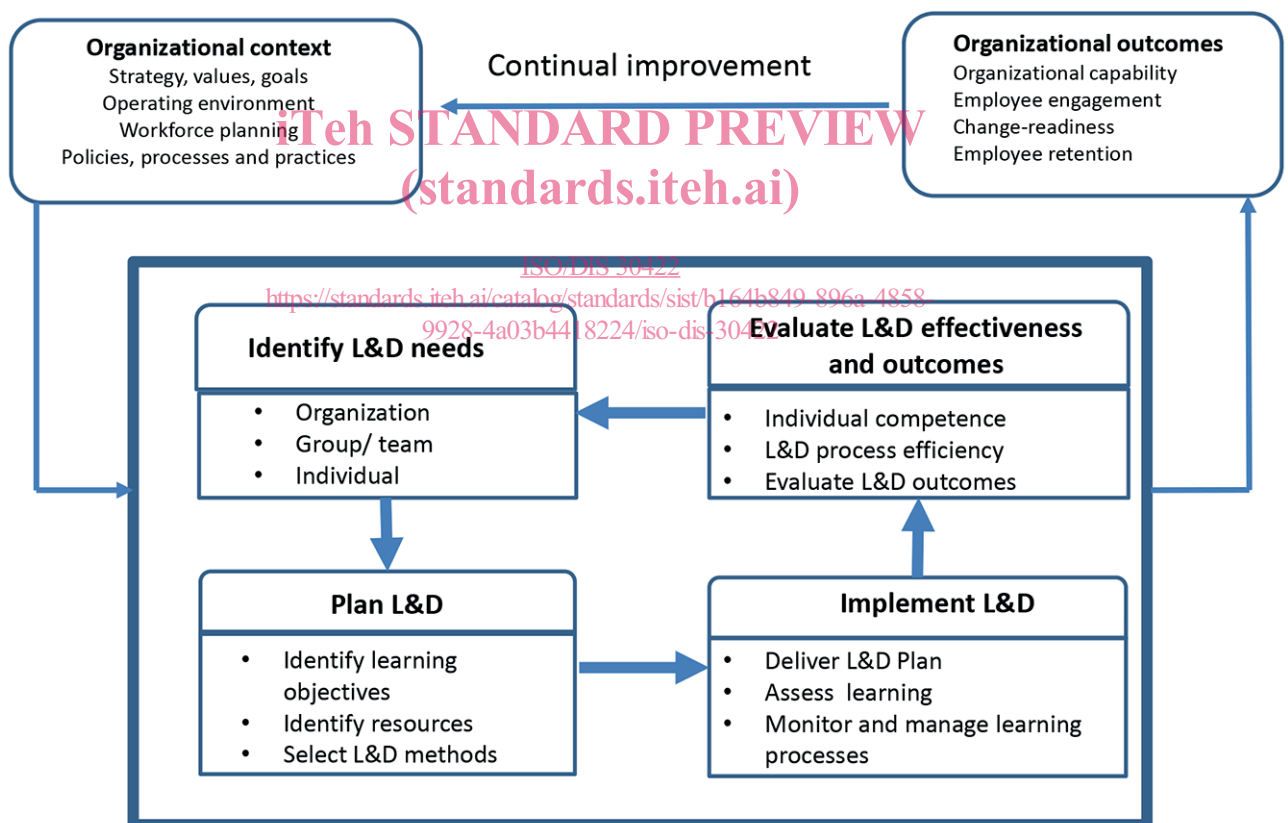 Organizational context
Strategy, values, goals
Operating environment
Workforce planning
Policies, processes and practices
Continual improvement
Organizational outcomes
Organizational capability
Employee engagement
Change-readiness
Employee retention
iTeh STANDARD PREVIEW
(standards.iteh.ai)
ISO/DIS 30422
https://standards.iteh.ai/catalog/standards/sist/b164b849-896a-4858-
9928-4a03b4418224/iso-dis-30422
Identify L&D needs
• Organization
• Group/ team
• Individual
Evaluate L&D effectiveness
and outcomes
• Individual competence
• L&D process efficiency
• Evaluate L&D outcomes
Plan L&D
• Identify learning
objectives
• Identify resources
• Select L&D methods
Implement L&D
• Deliver L&D Plan
• Assess learning
• Monitor and manage learning
processes